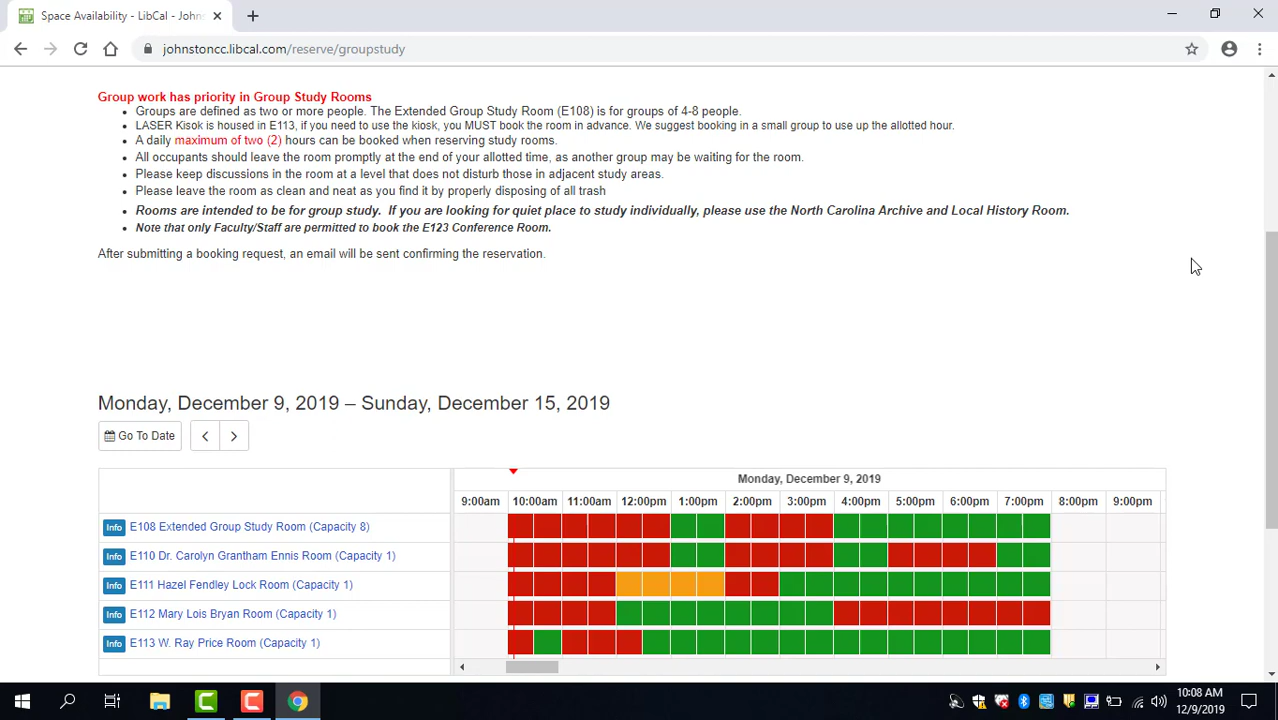 Space Availability - LibCal - Johns
johnstoncc.libcal.com/reserve/groupstudy
Group work has priority in Group Study Rooms
Groups are defined as two or more people. The Extended Group Study Room (E108) is for groups of 4-8 people.
LASER Kisok is housed in E113, if you need to use the kiosk, you MUST book the room in advance. We suggest booking in a small group to use up the allotted hour.
A daily maximum of two (2) hours can be booked when reserving study rooms.
All occupants should leave the room promptly at the end of your allotted time, as another group may be waiting for the room.
Please keep discussions in the room at a level that does not disturb those in adjacent study areas.
Please leave the room as clean and neat as you find it by properly disposing of all trash
Rooms are intended to be for group study. If you are looking for quiet place to study individually, please use the North Carolina Archive and Local History Room.
Note that only Faculty/Staff are permitted to book the E123 Conference Room.
After submitting a booking request, an email will be sent confirming the reservation.
Monday, December 9, 2019 – Sunday, December 15, 2019
Go To Date
Monday, December 9, 2019
9:00am 10:00am 11:00am 12:00pm 1:00pm 2:00pm 3:00pm 4:00pm 5:00pm 6:00pm 7:00pm 8:00pm 9:00pm
Info E108 Extended Group Study Room (Capacity 8)
Info E110 Dr. Carolyn Grantham Ennis Room (Capacity 1)
Info E111 Hazel Fendley Lock Room (Capacity 1)
Info E112 Mary Lois Bryan Room (Capacity 1)
Info E113 W. Ray Price Room (Capacity 1)
10:08 AM
12/9/2019